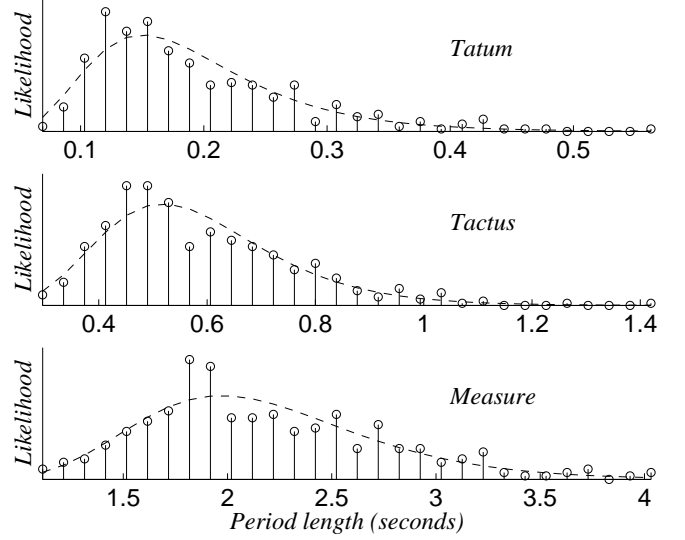 Likelihood
Tatum
0.1 0.2 0.3 0.4 0.5
Likelihood
Tactus
0.4 0.6 0.8 1 1.2 1.4
Likelihood
Measure
1.5 2 2.5 3 3.5 4
Period length (seconds)